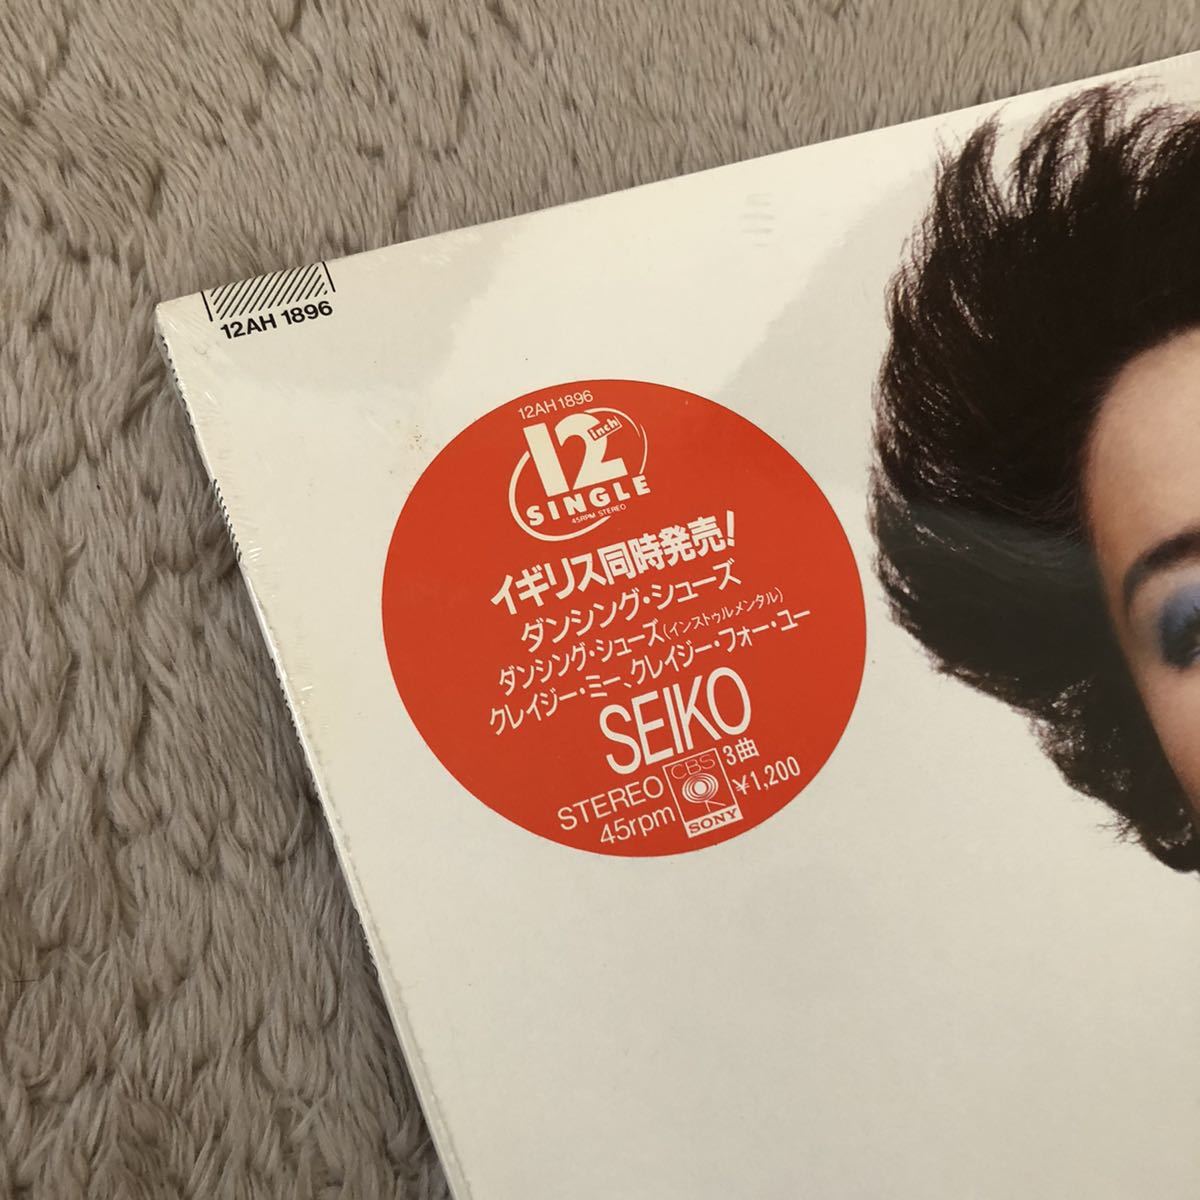 12AH 1896
12AH 1896
12 inch
SINGLE
45RPM STEREO
イギリス同時発売!
ダンシング・シューズ
ダンシング・シューズ(インストゥルメンタル)
クレイジー・ミー、クレイジー・フォー・ユー
SEIKO
STEREO
45rpm
CBS
SONY
3曲
¥1,200